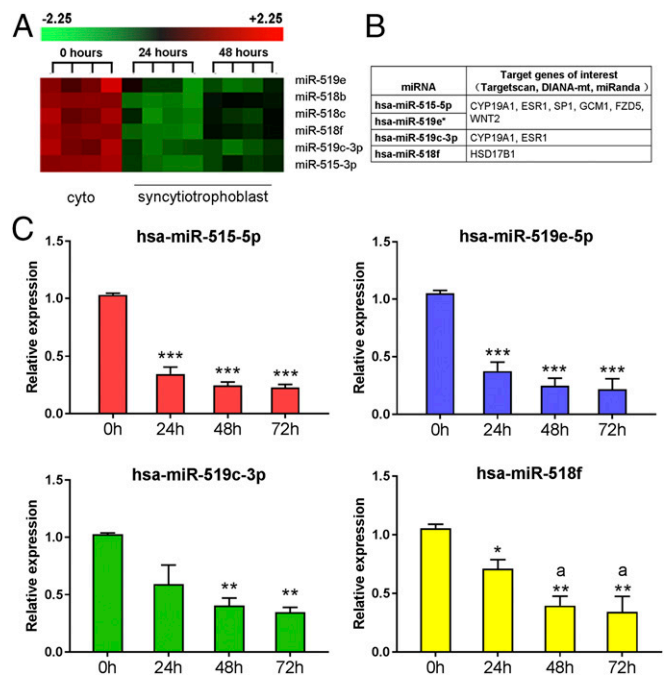 A
-2.25 +2.25
0 hours 24 hours 48 hours
miR-519e
miR-518b
miR-518c
miR-518f
miR-519c-3p
miR-515-3p
cyto syncytiotrophoblast
B
miRNA Target genes of interest
(Targetscan, DIANA-mt, miRanda)
hsa-miR-515-5p CYP19A1, ESR1, SP1, GCM1, FZD5,
hsa-miR-519e* WNT2
hsa-miR-519c-3p CYP19A1, ESR1
hsa-miR-518f HSD17B1
C
hsa-miR-515-5p
Relative expression
1.5
1.0
0.5
0.0
*** *** ***
0h 24h 48h 72h
hsa-miR-519e-5p
Relative expression
1.5
1.0
0.5
0.0
*** *** ***
0h 24h 48h 72h
hsa-miR-519c-3p
Relative expression
1.5
1.0
0.5
0.0
** **
0h 24h 48h 72h
hsa-miR-518f
Relative expression
1.5
1.0
0.5
0.0
a a
* ** **
0h 24h 48h 72h